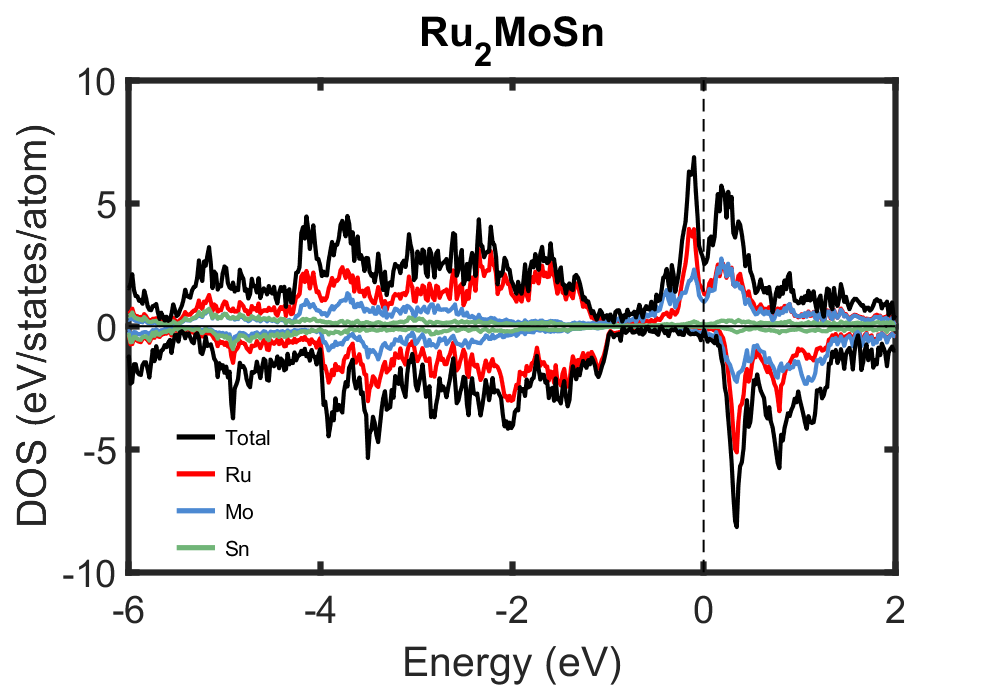 Ru2MoSn
10
5
0
-5
-10
DOS (eV/states/atom)
Total
Ru
Mo
Sn
-6 -4 -2 0 2
Energy (eV)